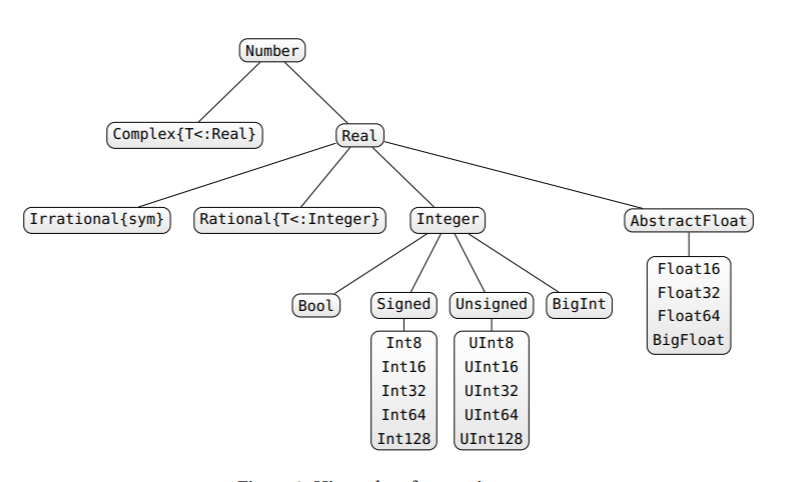 Number
Complex{T<:Real}
Real
Irrational{sym}
Rational{T<:Integer}
Integer
AbstractFloat
Bool
Signed
Unsigned
BigInt
Float16
Float32
Float64
BigFloat
Int8
Int16
Int32
Int64
Int128
UInt8
UInt16
UInt32
UInt64
UInt128